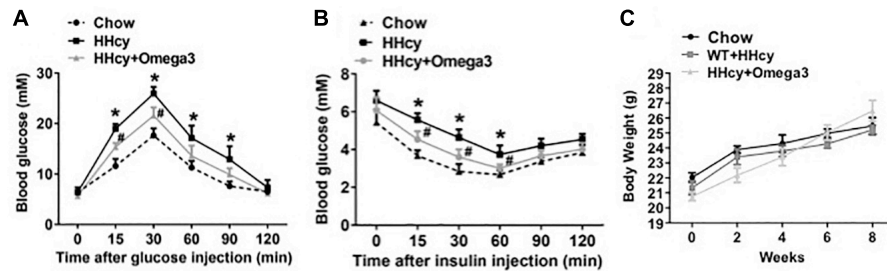 A
Chow
HHcy
HHcy+Omega3
Blood glucose (mM)
30
20
10
0
*
*
*
*
#
#
0 15 30 60 90 120
Time after glucose injection (min)
B
Chow
HHcy
HHcy+Omega3
Blood glucose (mM)
8
6
4
2
0
*
*
*
#
#
#
0 15 30 60 90 120
Time after insulin injection (min)
C
Chow
WT+HHcy
HHcy+Omega3
Body Weight (g)
29
28
27
26
25
24
23
22
21
20
19
0 2 4 6 8
Weeks